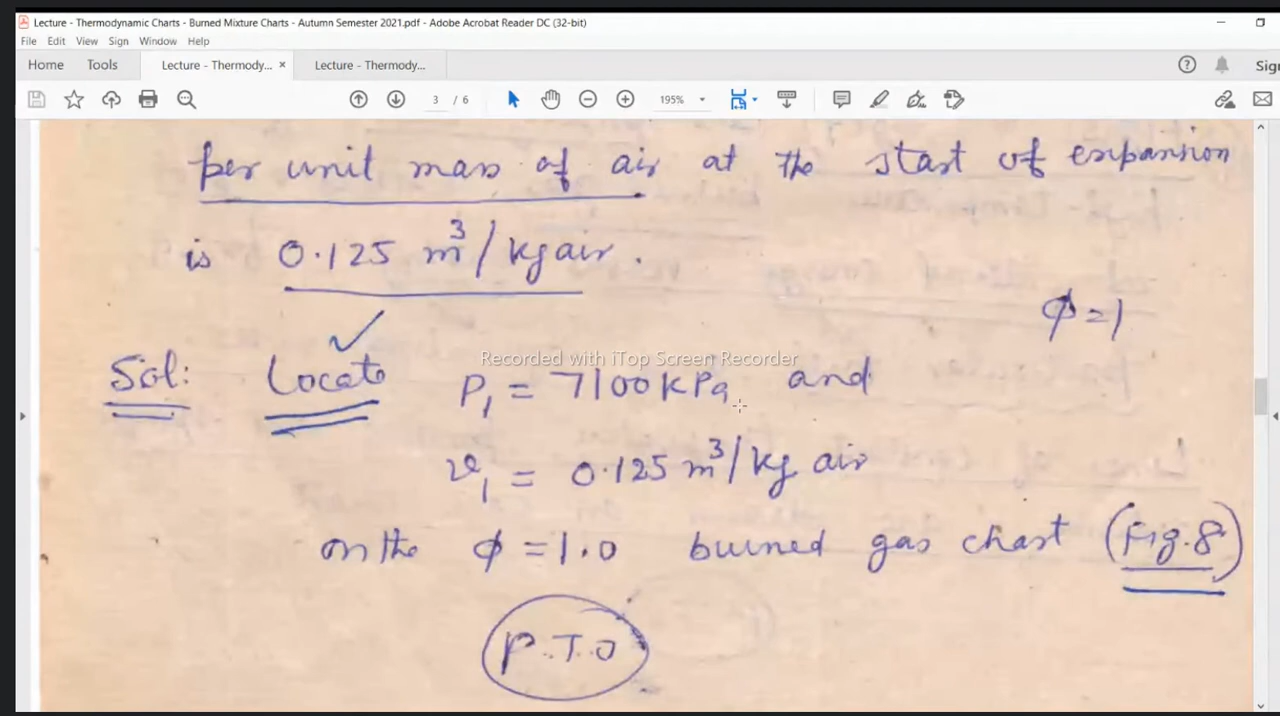 Lecture - Thermodynamic Charts - Burned Mixture Charts - Autumn Semester 2021.pdf - Adobe Acrobat Reader DC (32-bit)
File Edit View Sign Window Help
Home Tools Lecture - Thermody... × Lecture - Thermody... Sign
3 / 6 195%
per unit mass of air at the start of expansion
is 0.125 m³/kg air.
φ=1
Recorded with iTop Screen Recorder
Sol: Locate P₁ = 7100 kPa and
v₁ = 0.125 m³/kg air
on the φ = 1.0 burned gas chart (Fig. 8)
P.T.O